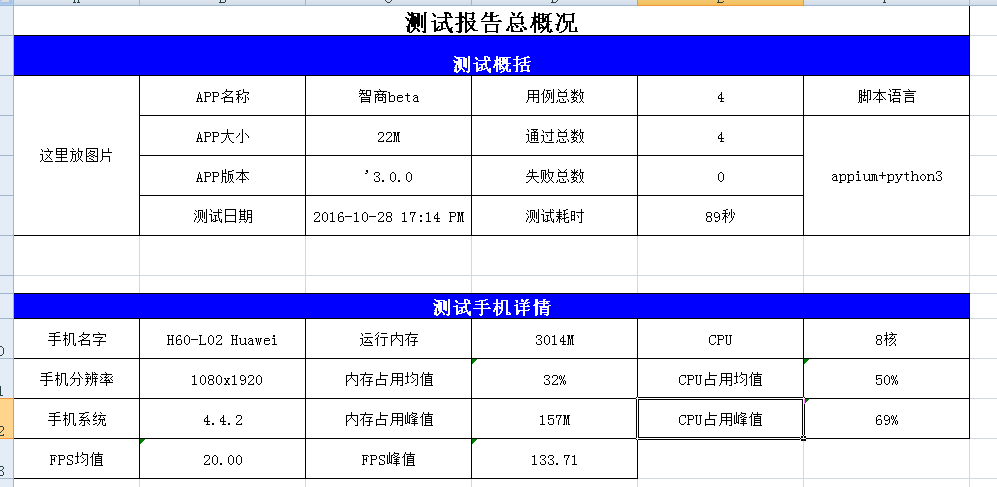 测试报告总概况
测试概括
这里放图片 APP名称 智商beta 用例总数 4 脚本语言
APP大小 22M 通过总数 4 appium+python3
APP版本 '3.0.0 失败总数 0
测试日期 2016-10-28 17:14 PM 测试耗时 89秒
测试手机详情
手机名字 H60-L02 Huawei 运行内存 3014M CPU 8核
手机分辨率 1080x1920 内存占用均值 32% CPU占用均值 50%
手机系统 4.4.2 内存占用峰值 157M CPU占用峰值 69%
FPS均值 20.00 FPS峰值 133.71